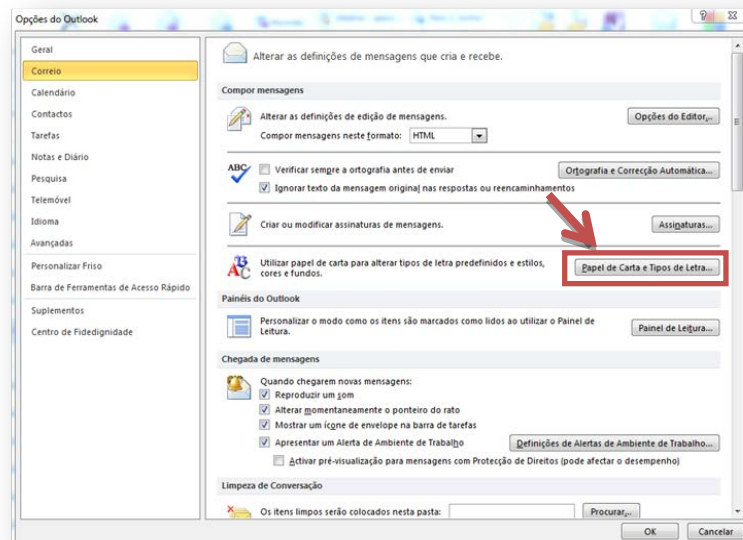 Opções do Outlook
Geral
Correio
Calendário
Contactos
Tarefas
Notas e Diário
Pesquisa
Telemóvel
Idioma
Avançadas
Personalizar Friso
Barra de Ferramentas de Acesso Rápido
Suplementos
Centro de Fidedignidade
Alterar as definições de mensagens que cria e recebe.
Compor mensagens
Alterar as definições de edição de mensagens.
Opções do Editor...
Compor mensagens neste formato: HTML
ABC
Verificar sempre a ortografia antes de enviar
Ortografia e Correcção Automática...
Ignorar texto da mensagem original nas respostas ou reencaminhamentos
Criar ou modificar assinaturas de mensagens.
Assinaturas...
Utilizar papel de carta para alterar tipos de letra predefinidos e estilos,
cores e fundos.
Papel de Carta e Tipos de Letra...
Painéis do Outlook
Personalizar o modo como os itens são marcados como lidos ao utilizar o Painel de
Leitura.
Painel de Leitura...
Chegada de mensagens
Quando chegarem novas mensagens:
Reproduzir um som
Alterar momentaneamente o ponteiro do rato
Mostrar um ícone de envelope na barra de tarefas
Apresentar um Alerta de Ambiente de Trabalho
Definições de Alertas de Ambiente de Trabalho...
Activar pré-visualização para mensagens com Protecção de Direitos (pode afectar o desempenho)
Limpeza de Conversação
Os itens limpos serão colocados nesta pasta:
Procurar...
OK
Cancelar